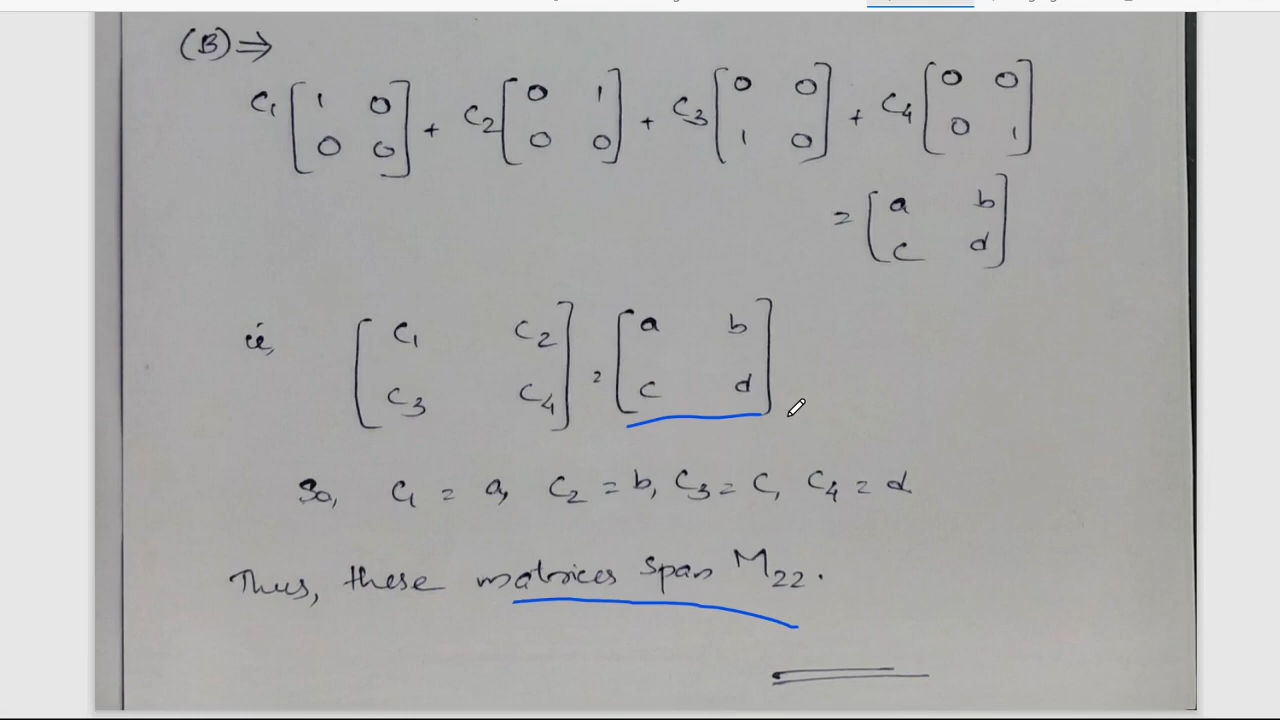 (B) ⇒
C₁ [1 0; 0 0] + C₂ [0 1; 0 0] + C₃ [0 0; 1 0] + C₄ [0 0; 0 1]
= [a b; c d]
ie, [C₁ C₂; C₃ C₄] = [a b; c d]
So, C₁ = a, C₂ = b, C₃ = c, C₄ = d
Thus, these matrices span M₂₂.